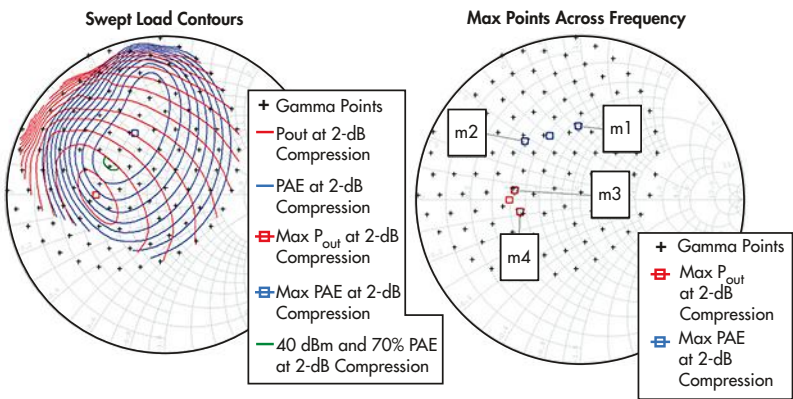 Swept Load Contours
+ Gamma Points
Pout at 2-dB
Compression
PAE at 2-dB
Compression
Max Pout at 2-dB
Compression
Max PAE at 2-dB
Compression
40 dBm and 70% PAE
at 2-dB Compression
Max Points Across Frequency
m2
m1
m3
m4
+ Gamma Points
Max Pout
at 2-dB
Compression
Max PAE
at 2-dB
Compression